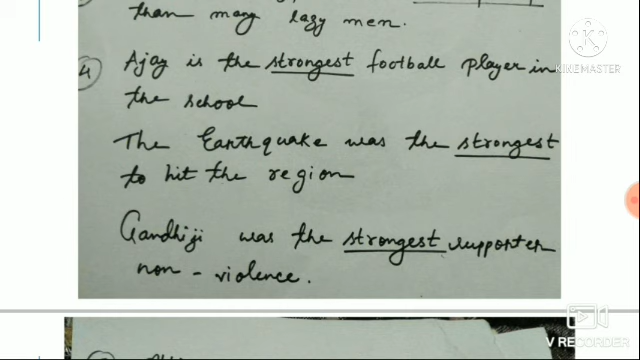 than many lazy men.
KINEMASTER
4 Ajay is the strongest football player in
the school
The Earthquake was the strongest
to hit the region
Gandhiji was the strongest supporter
non - violence.
V RECORDER